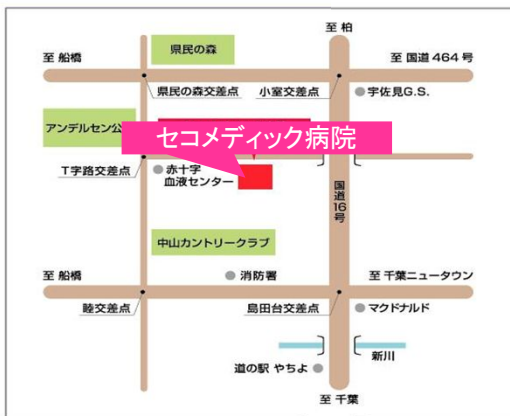 至 柏
県民の森
至 船橋
至 国道 464 号
県民の森交差点
小室交差点
宇佐見G.S.
アンデルセン公
セコメディック病院
T字路交差点
赤十字
血液センター
国道16号
中山カントリークラブ
至 船橋
消防署
至 千葉ニュータウン
睦交差点
島田台交差点
マクドナルド
新川
道の駅 やちよ
至 千葉